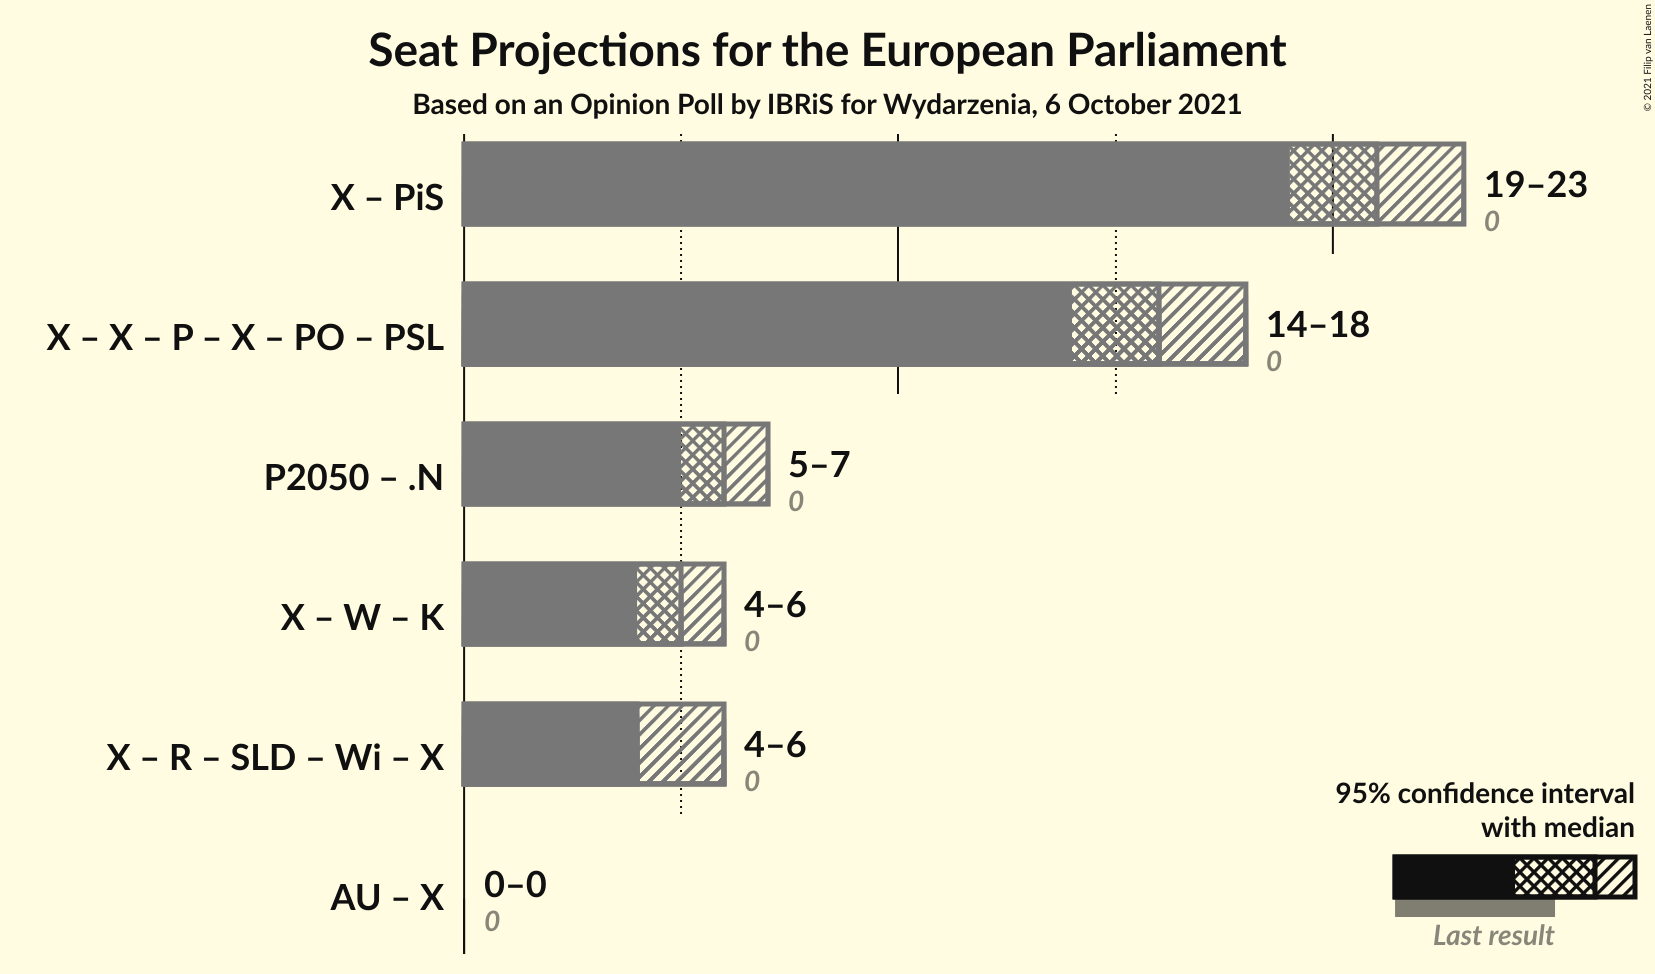 Seat Projections for the European Parliament
Based on an Opinion Poll by IBRiS for Wydarzenia, 6 October 2021
© 2021 Filip van Laenen
X – PiS
19–23
0
X – X – P – X – PO – PSL
14–18
0
P2050 – .N
5–7
0
X – W – K
4–6
0
X – R – SLD – Wi – X
4–6
0
AU – X
0–0
0
95% confidence interval
with median
Last result